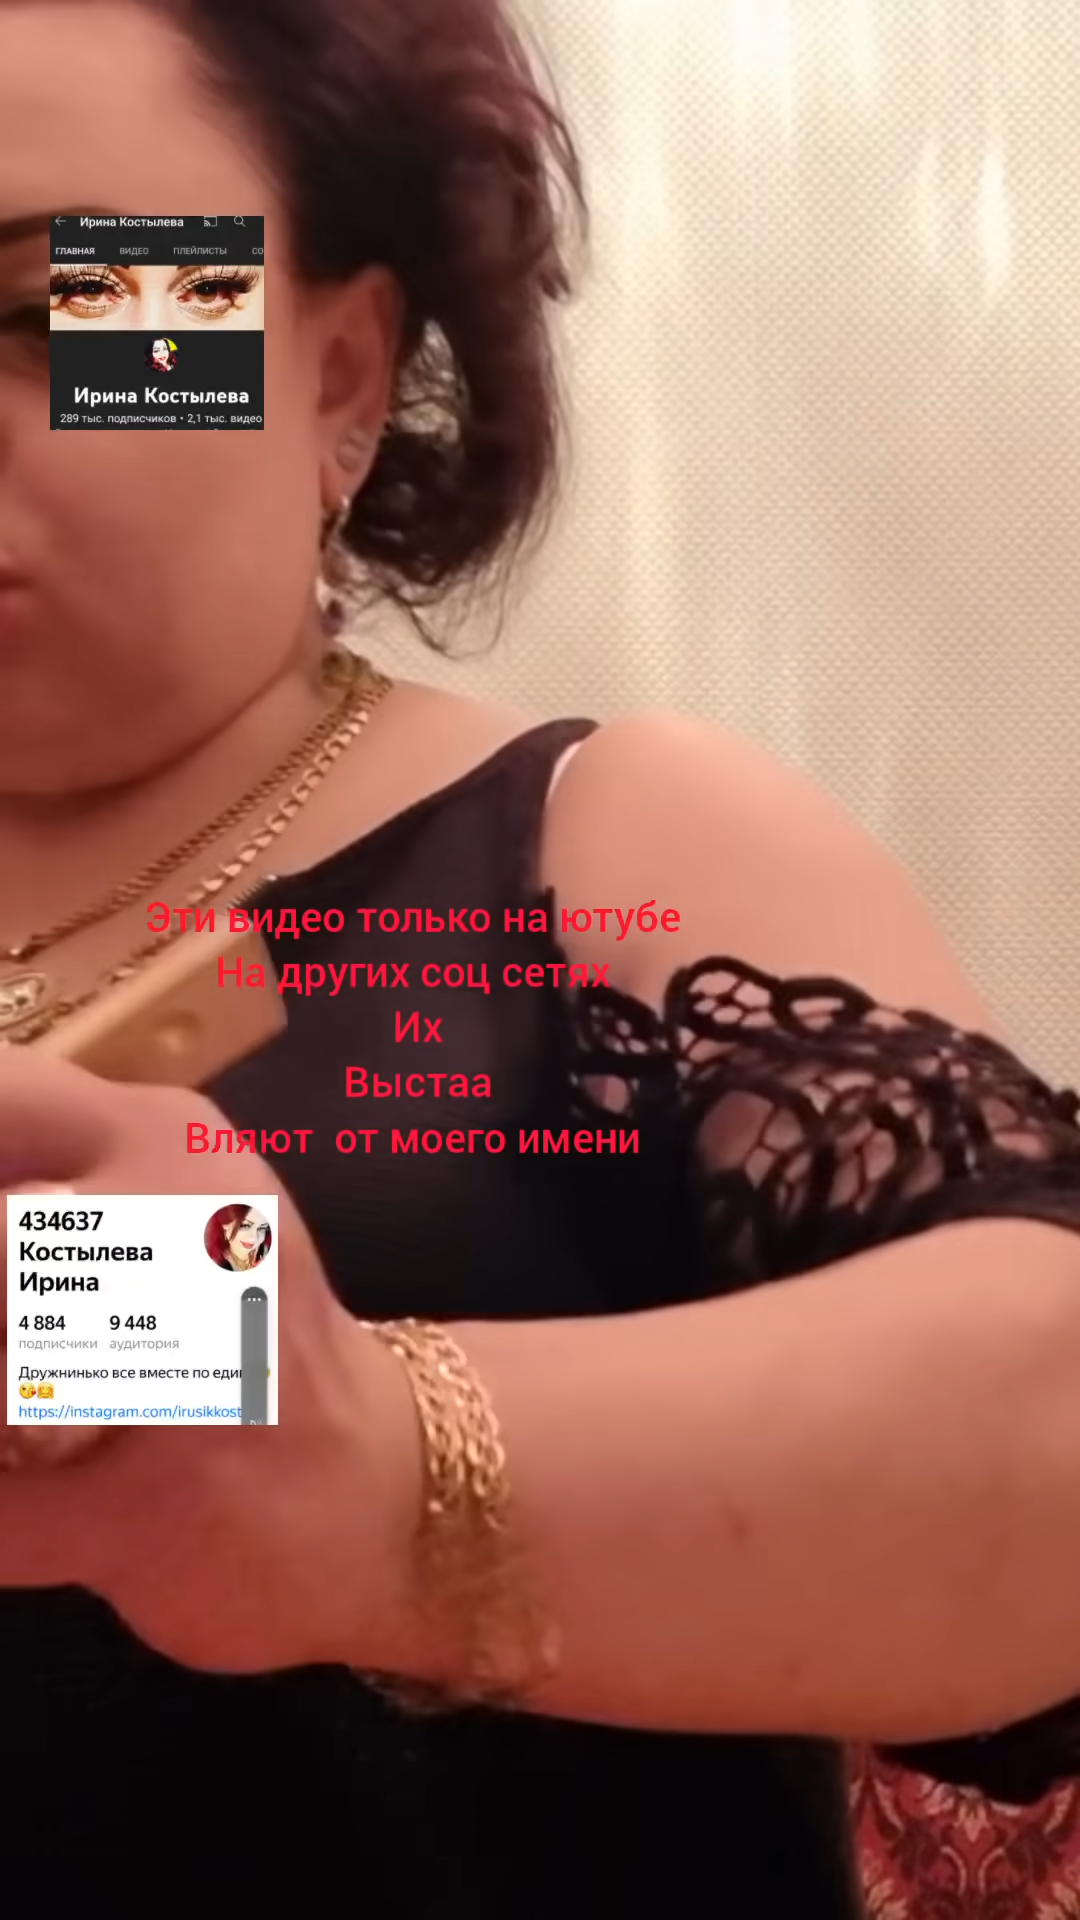 Ирина Костылева
ГЛАВНАЯ ВИДЕО ПЛЕЙЛИСТЫ СО
Ирина Костылева
289 тыс. подписчиков • 2,1 тыс. видео
Эти видео только на ютубе
На других соц сетях
Их
Выстаа
Вляют от моего имени
434637
Костылева
Ирина
4 884 9 448
подписчики аудитория
Дружнинько все вместе по еди
https://instagram.com/irusikkost